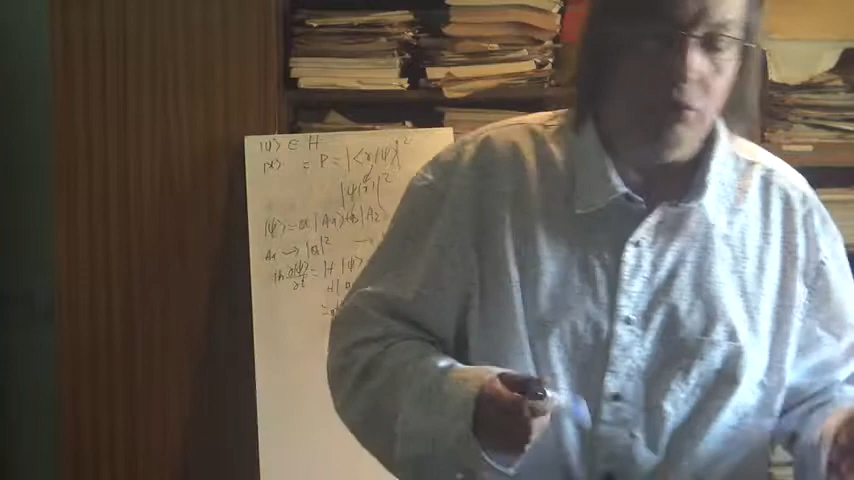 |ψ> ∈ H
|x> = P = |<x|ψ>|²
|ψ(x)|²
|ψ> = a|A₁>+b|A₂
A₁ → |a|²
iħ ∂|ψ>/∂t = H|ψ>
H(a